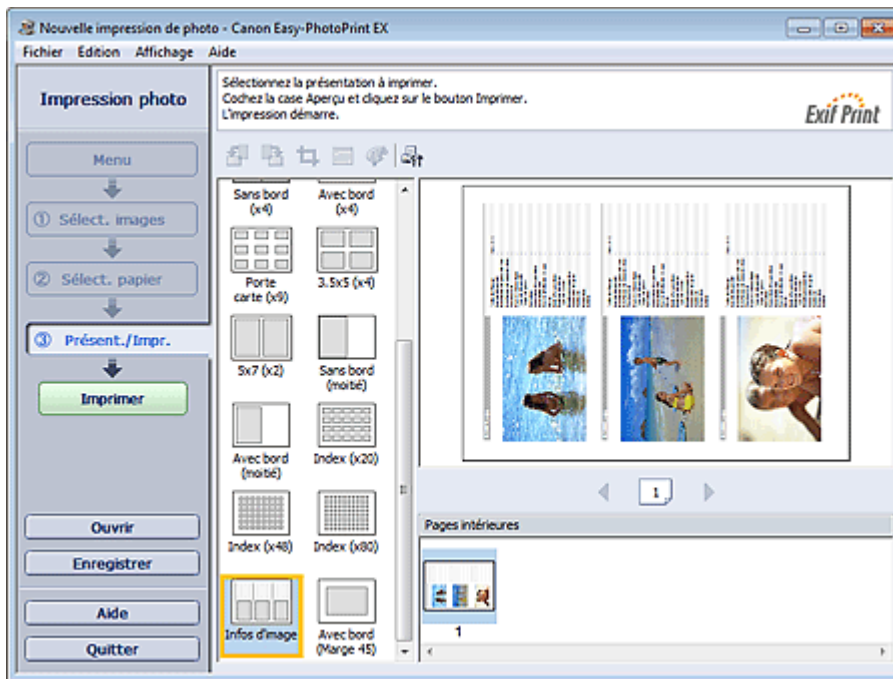 Nouvelle impression de photo - Canon Easy-PhotoPrint EX
Fichier Edition Affichage Aide
Impression photo
Sélectionnez la présentation à imprimer.
Cochez la case Aperçu et cliquez sur le bouton Imprimer.
L'impression démarre.
Exif Print
Menu
① Sélect. images
② Sélect. papier
③ Présent./Impr.
Imprimer
Ouvrir
Enregistrer
Aide
Quitter
Sans bord (x4)
Avec bord (x4)
Porte carte (x9)
3.5x5 (x4)
5x7 (x2)
Sans bord (moitié)
Avec bord (moitié)
Index (x20)
Index (x48)
Index (x80)
Infos d'image
Avec bord (Marge 45)
1
Pages intérieures
1